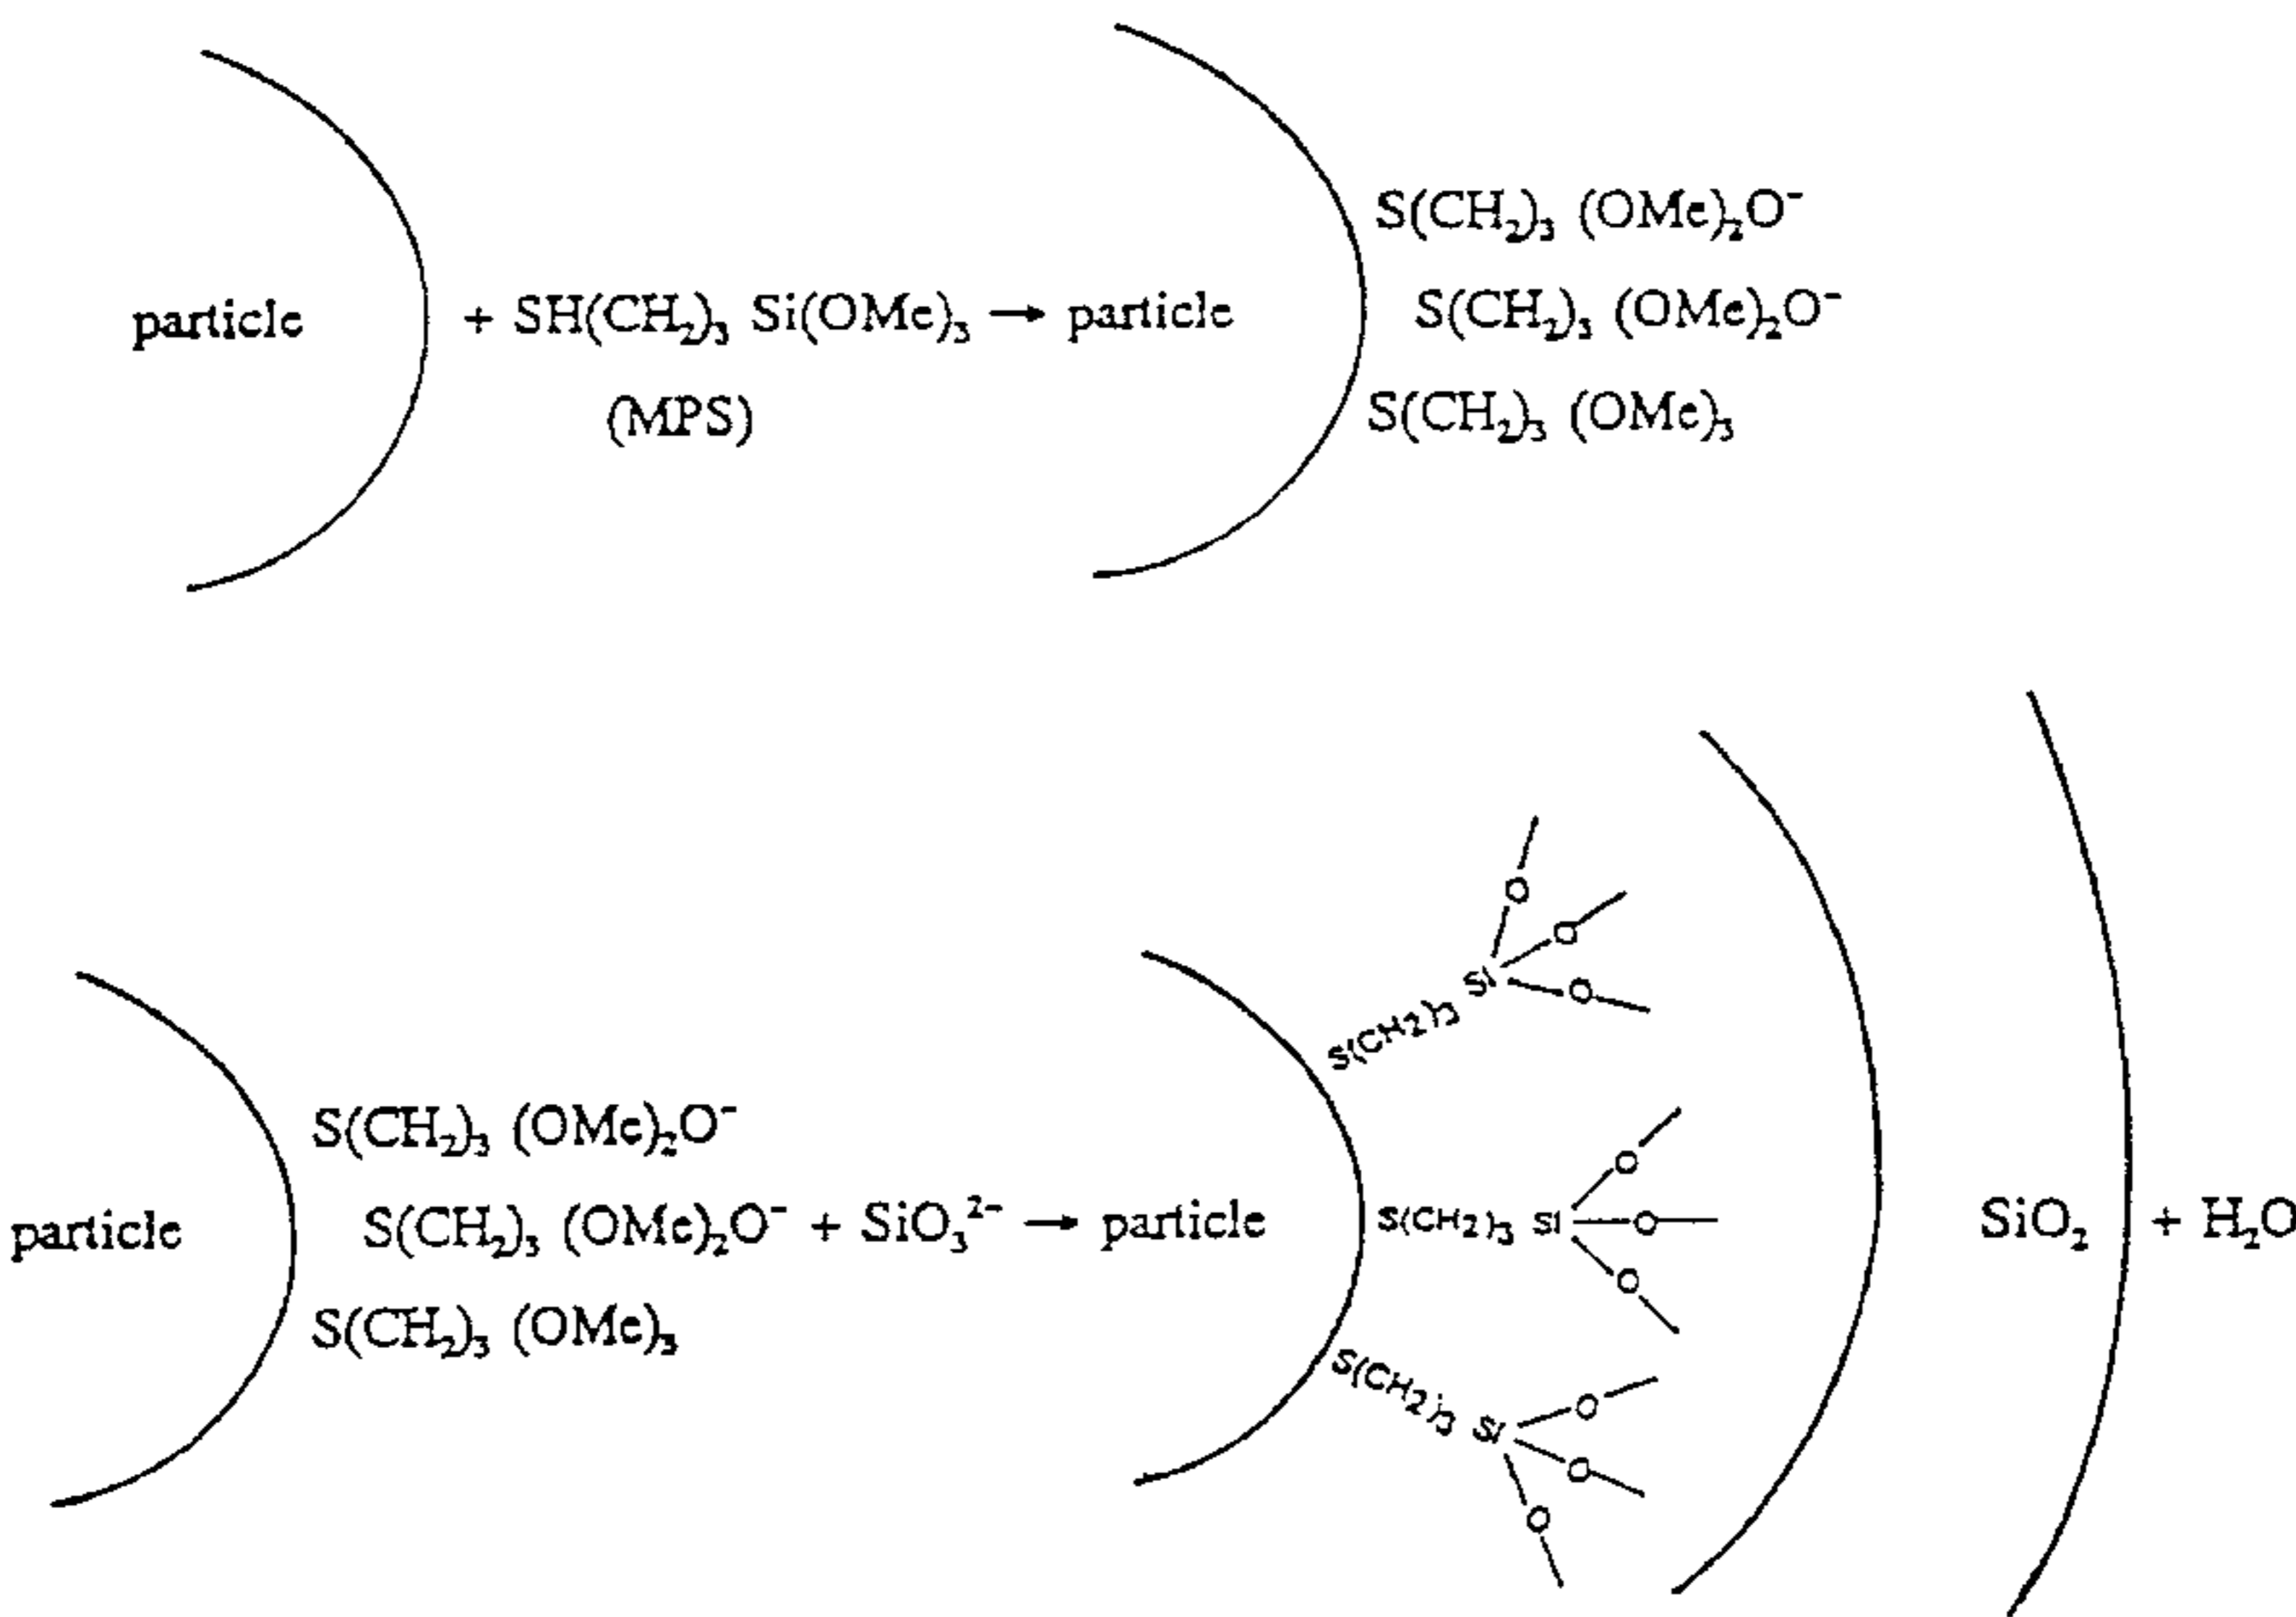 S(CH₂)₃ (OMe)₂O⁻
particle + SH(CH₂)₃ Si(OMe)₃ → particle S(CH₂)₃ (OMe)₂O⁻
(MPS) S(CH₂)₃ (OMe)₃
O
O
Si O
S(CH2)3
S(CH₂)₃ (OMe)₂O⁻ O
particle S(CH₂)₃ (OMe)₂O⁻ + SiO₃²⁻ → particle S(CH2)3 Si O SiO₂ + H₂O
S(CH₂)₃ (OMe)₃ O
S(CH2)3 Si O
O
O